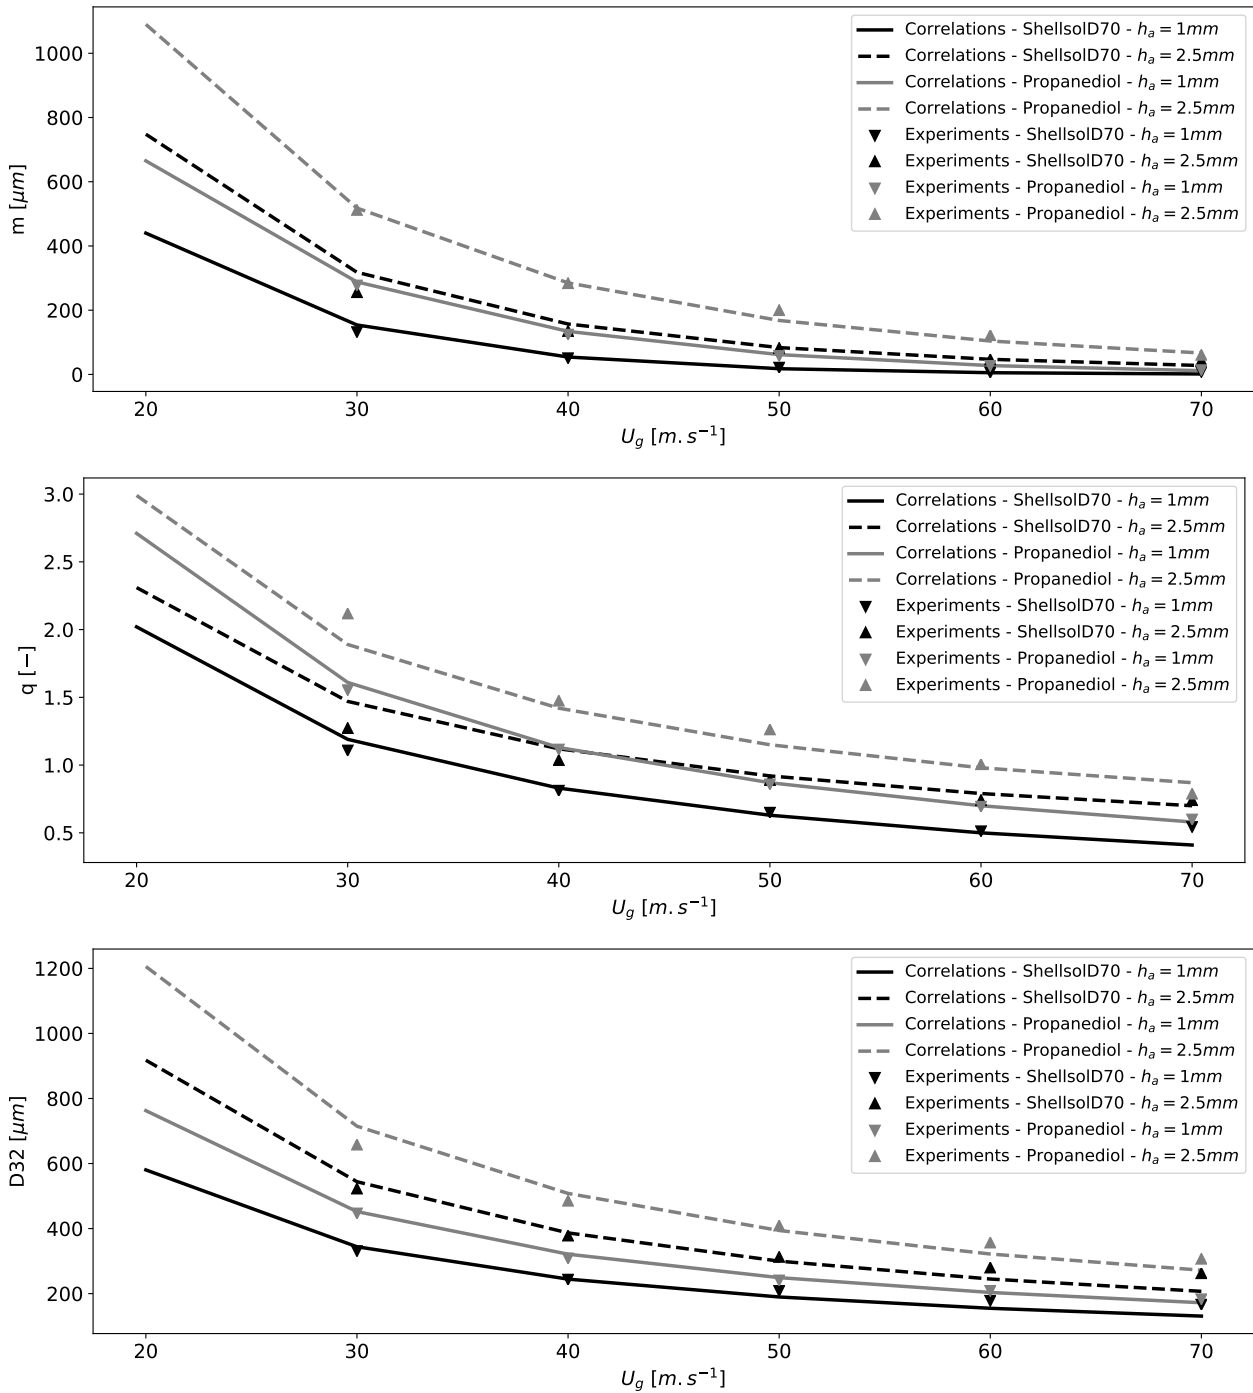 1000
800
600
400
200
0
m [μm]
20 30 40 50 60 70
U_g [m.s⁻¹]
Correlations - ShellsolD70 - h_a = 1mm
Correlations - ShellsolD70 - h_a = 2.5mm
Correlations - Propanediol - h_a = 1mm
Correlations - Propanediol - h_a = 2.5mm
Experiments - ShellsolD70 - h_a = 1mm
Experiments - ShellsolD70 - h_a = 2.5mm
Experiments - Propanediol - h_a = 1mm
Experiments - Propanediol - h_a = 2.5mm
3.0
2.5
2.0
1.5
1.0
0.5
q [−]
20 30 40 50 60 70
U_g [m.s⁻¹]
Correlations - ShellsolD70 - h_a = 1mm
Correlations - ShellsolD70 - h_a = 2.5mm
Correlations - Propanediol - h_a = 1mm
Correlations - Propanediol - h_a = 2.5mm
Experiments - ShellsolD70 - h_a = 1mm
Experiments - ShellsolD70 - h_a = 2.5mm
Experiments - Propanediol - h_a = 1mm
Experiments - Propanediol - h_a = 2.5mm
1200
1000
800
600
400
200
D32 [μm]
20 30 40 50 60 70
U_g [m.s⁻¹]
Correlations - ShellsolD70 - h_a = 1mm
Correlations - ShellsolD70 - h_a = 2.5mm
Correlations - Propanediol - h_a = 1mm
Correlations - Propanediol - h_a = 2.5mm
Experiments - ShellsolD70 - h_a = 1mm
Experiments - ShellsolD70 - h_a = 2.5mm
Experiments - Propanediol - h_a = 1mm
Experiments - Propanediol - h_a = 2.5mm